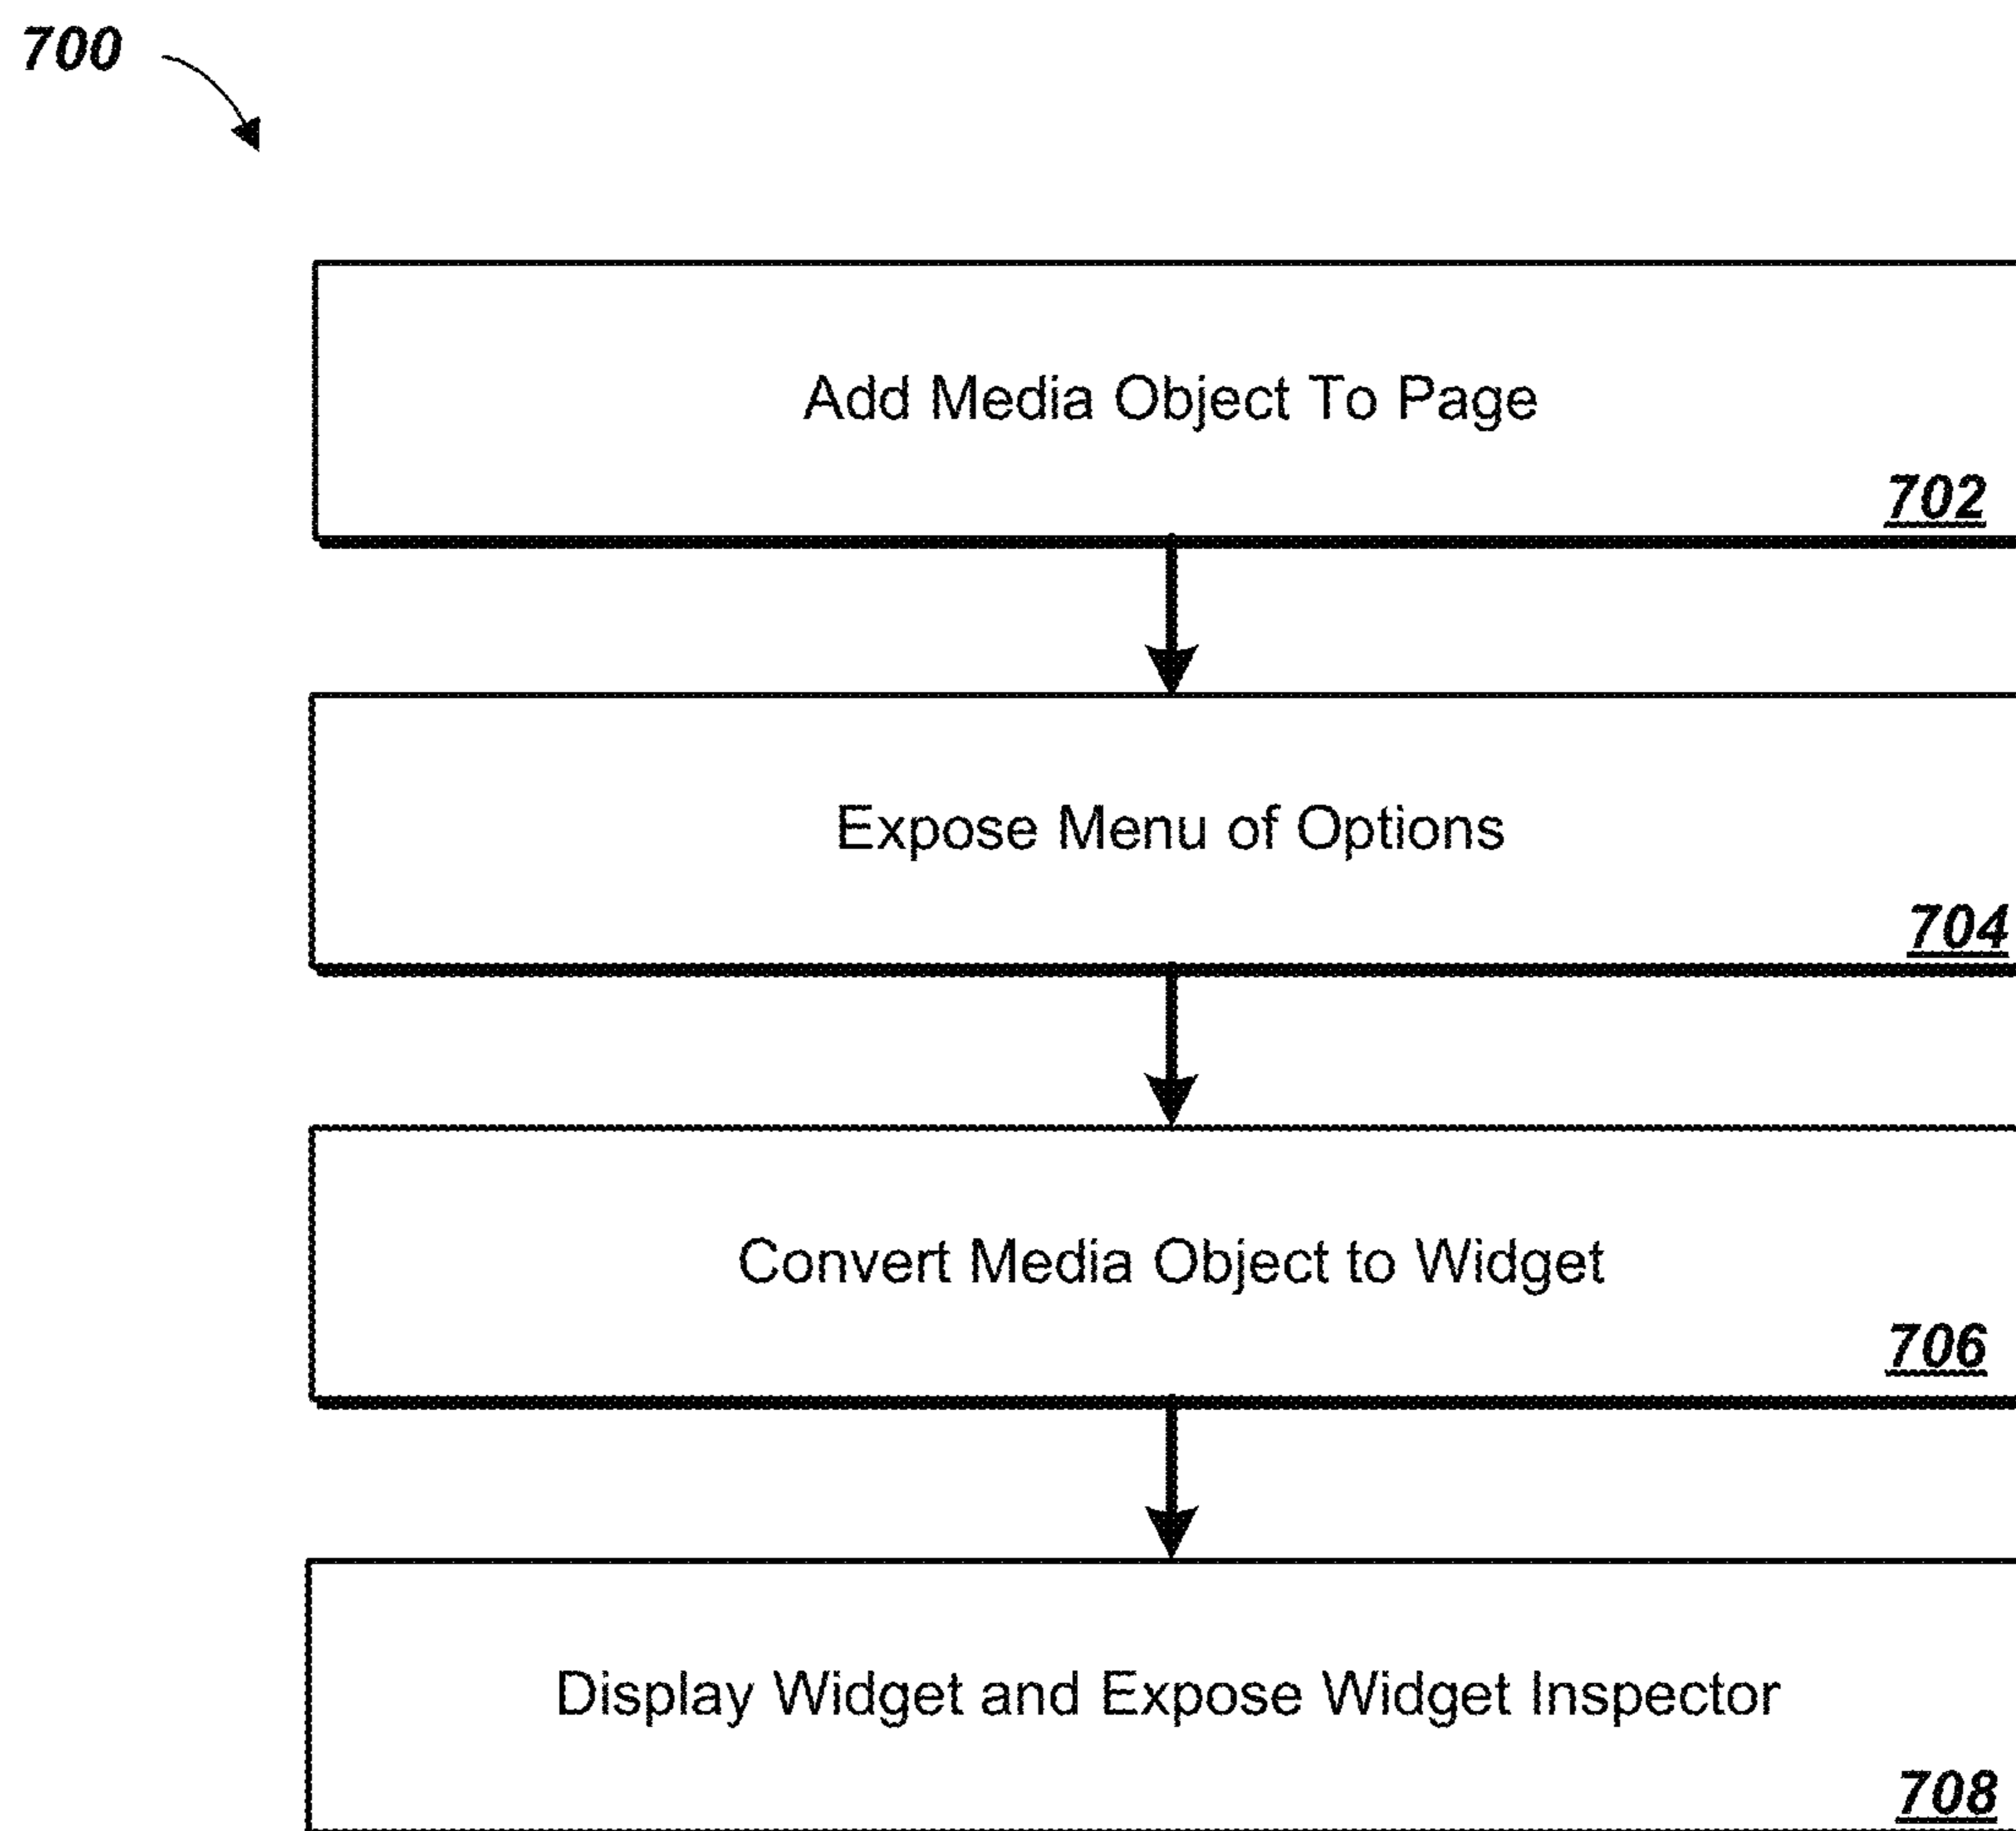 700
Add Media Object To Page
702
Expose Menu of Options
704
Convert Media Object to Widget
706
Display Widget and Expose Widget Inspector
708